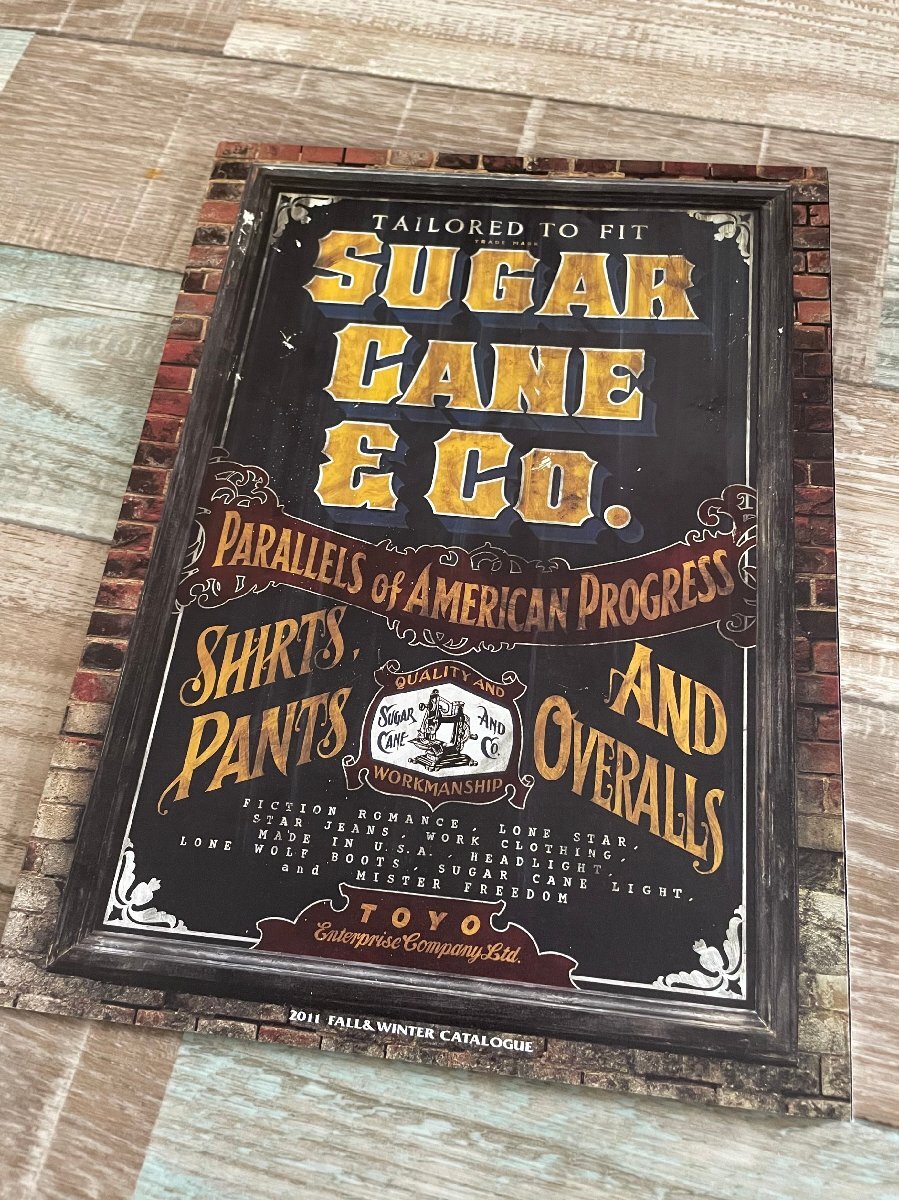 TAILORED TO FIT
TRADE MARK
SUGAR
CANE
& CO.
PARALLELS of AMERICAN PROGRESS
SHIRTS,
PANTS
AND
OVERALLS
QUALITY AND
SUGAR CANE AND CO.
WORKMANSHIP
FICTION ROMANCE, LONE STAR,
STAR JEANS, WORK CLOTHING,
MADE IN U.S.A., HEADLIGHT,
LONE WOLF BOOTS, SUGAR CANE LIGHT,
and MISTER FREEDOM
TOYO
Enterprise Company Ltd.
2011 FALL & WINTER CATALOGUE